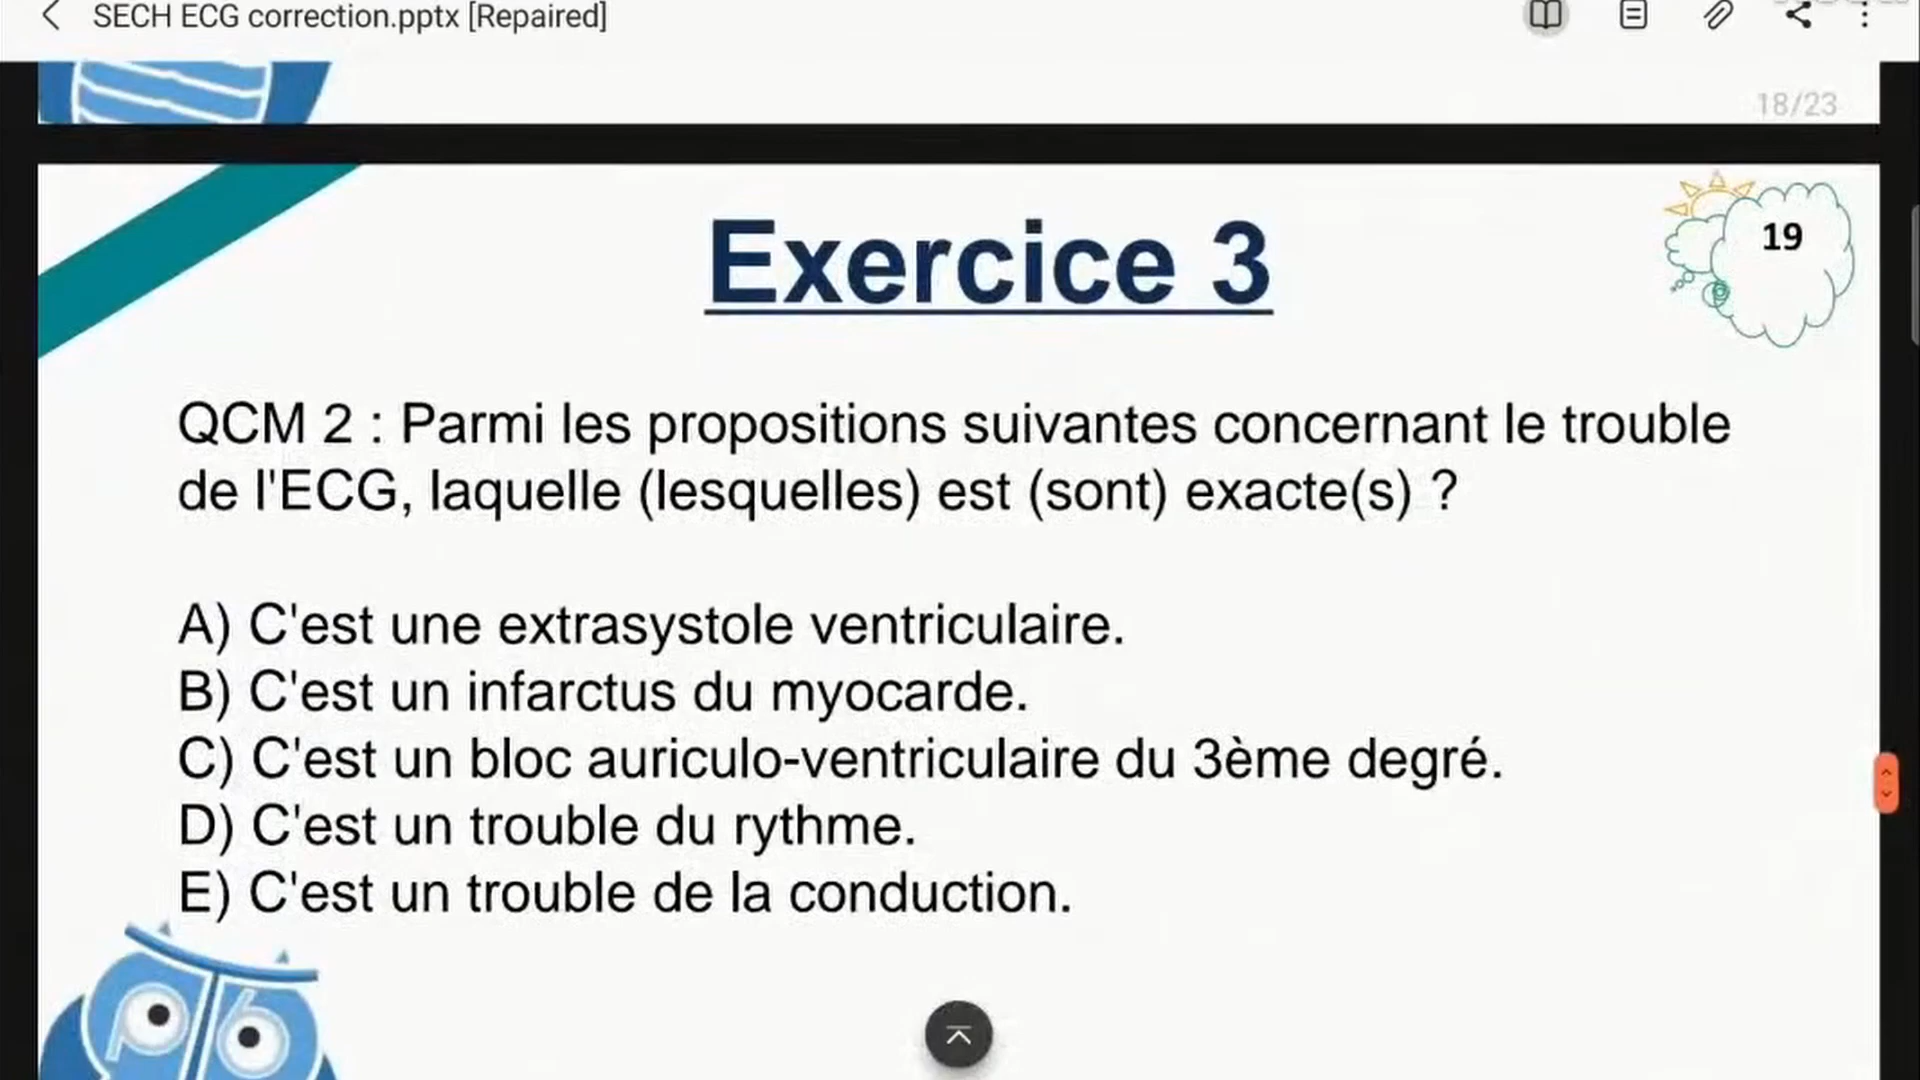 SECH ECG correction.pptx [Repaired]
18/23
Exercice 3
19
QCM 2 : Parmi les propositions suivantes concernant le trouble
de l'ECG, laquelle (lesquelles) est (sont) exacte(s) ?
A) C'est une extrasystole ventriculaire.
B) C'est un infarctus du myocarde.
C) C'est un bloc auriculo-ventriculaire du 3ème degré.
D) C'est un trouble du rythme.
E) C'est un trouble de la conduction.